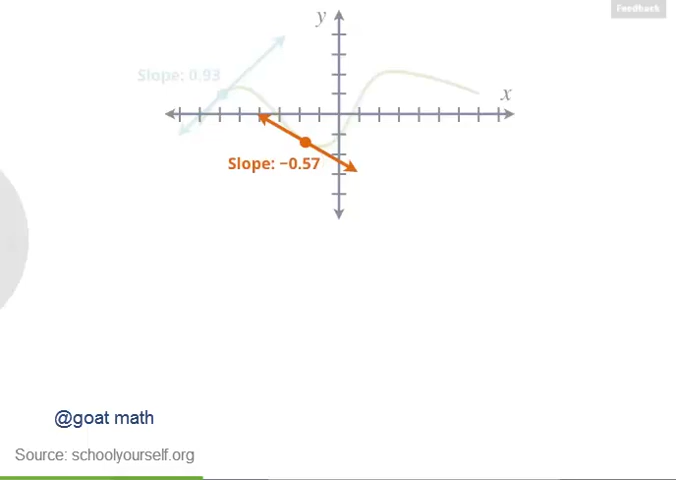 Feedback
y
Slope: 0.93
x
Slope: −0.57
@goat math
Source: schoolyourself.org